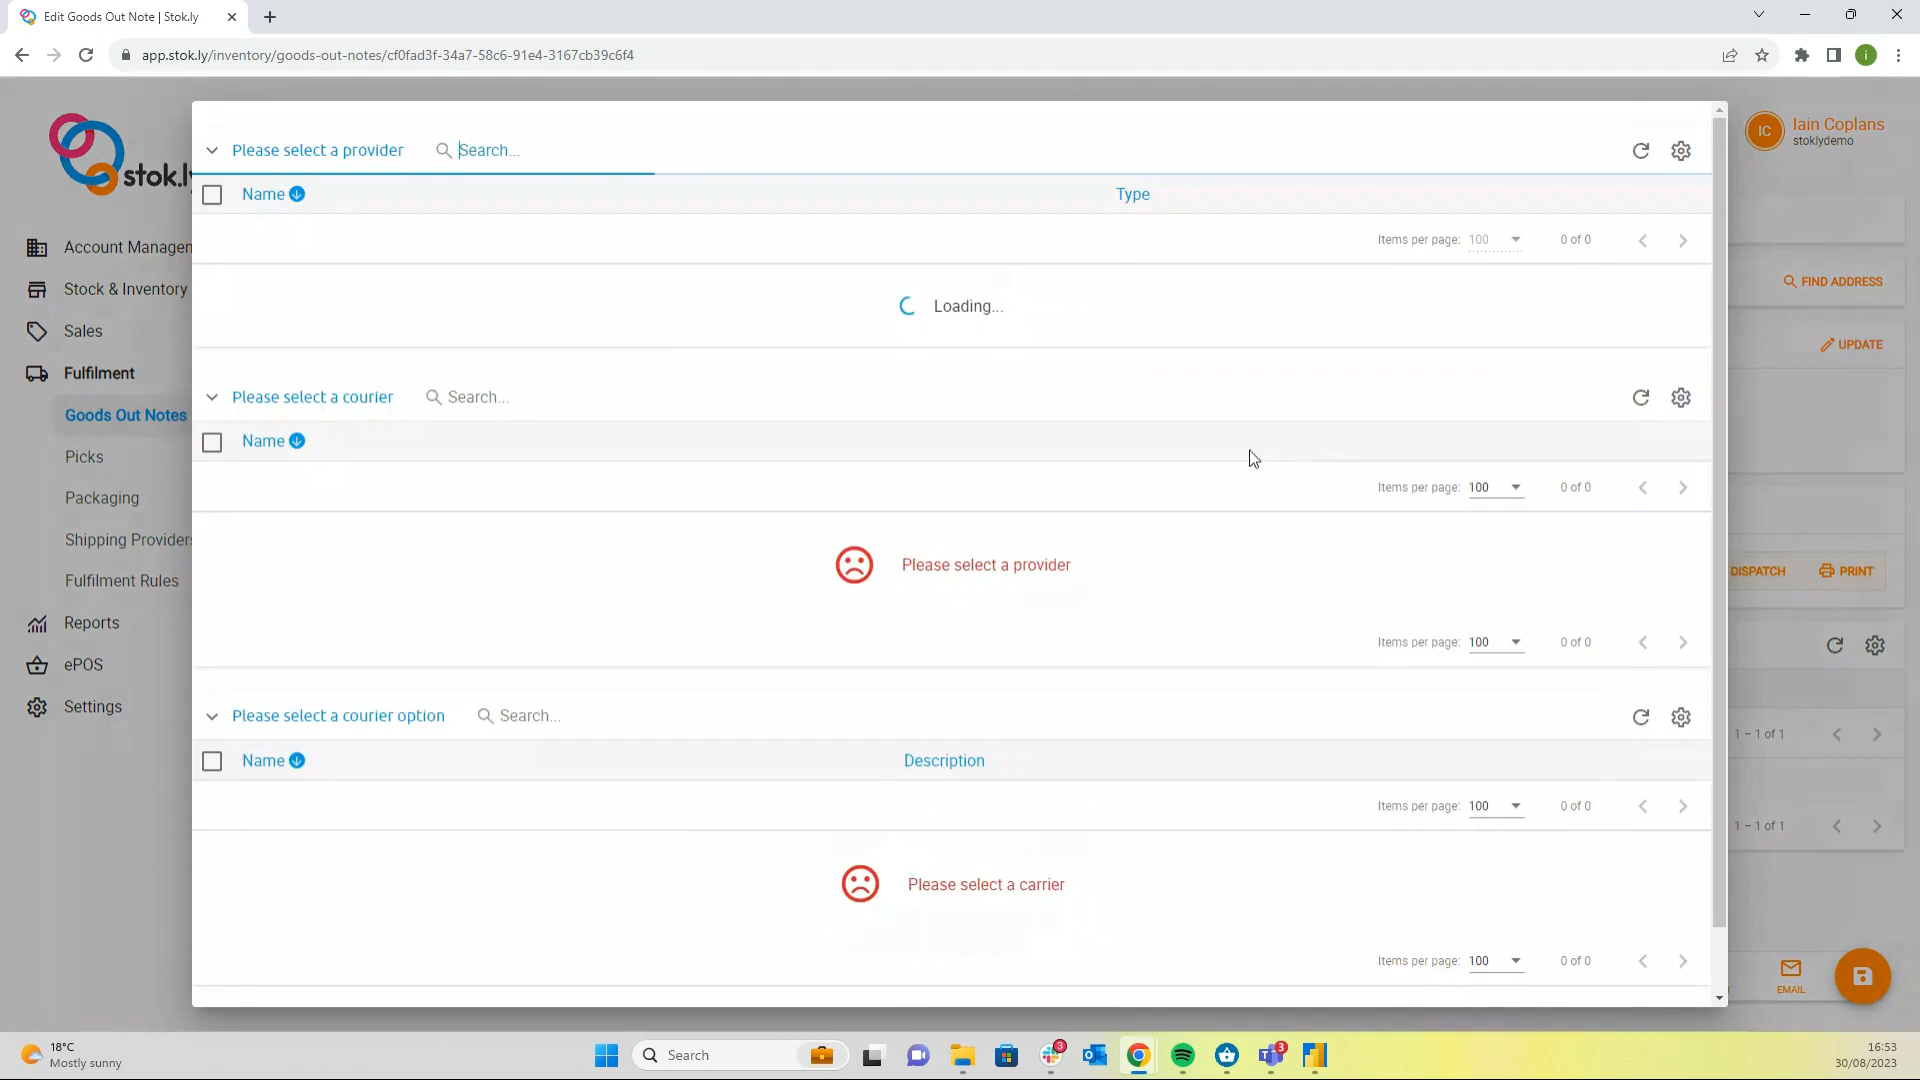 Edit Goods Out Note | Stok.ly
app.stok.ly/inventory/goods-out-notes/cf0fad3f-34a7-58c6-91e4-3167cb39c6f4
stok.ly
Iain Coplans
stoklydemo
IC
i
Please select a provider
Search...
Name
Type
Items per page: 100
0 of 0
Loading...
Please select a courier
Search...
Name
Items per page: 100
0 of 0
Please select a provider
Items per page: 100
0 of 0
Please select a courier option
Search...
Name
Description
Items per page: 100
0 of 0
Please select a carrier
Items per page: 100
0 of 0
Account Managen
Stock & Inventory
Sales
Fulfilment
Goods Out Notes
Picks
Packaging
Shipping Providers
Fulfilment Rules
Reports
ePOS
Settings
FIND ADDRESS
UPDATE
DISPATCH
PRINT
1 – 1 of 1
1 – 1 of 1
EMAIL
18°C
Mostly sunny
Search
3
3
16:53
30/08/2023